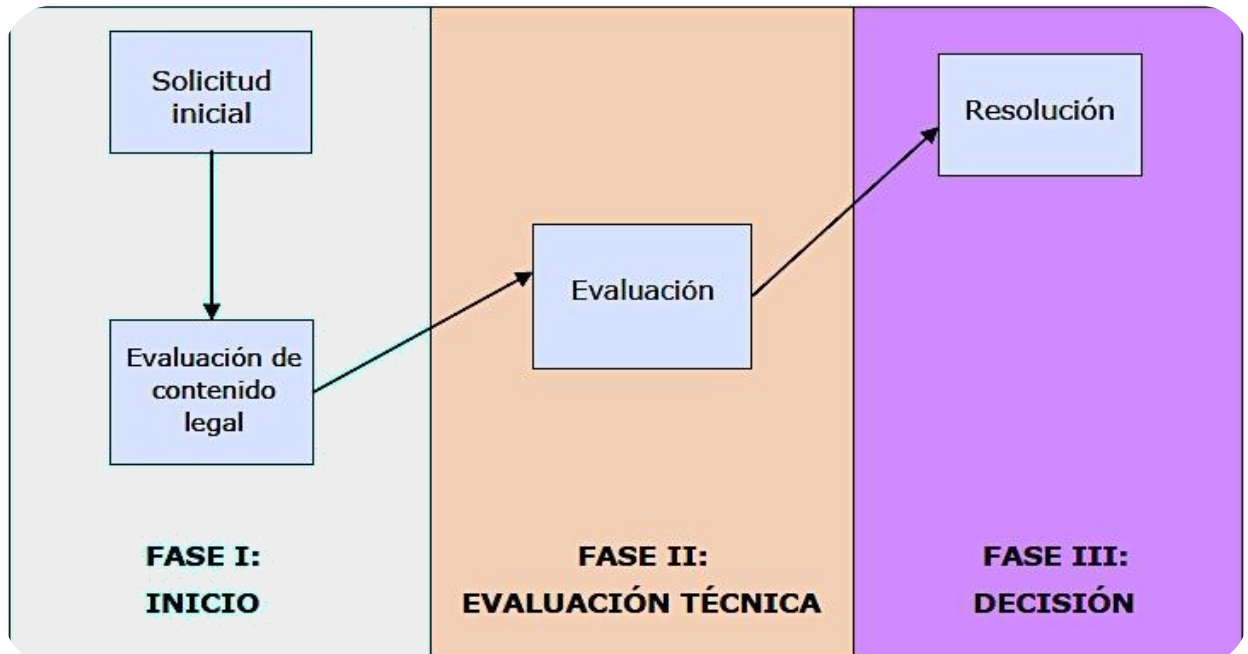 Solicitud
inicial
Evaluación de
contenido
legal
FASE I:
INICIO
Evaluación
FASE II:
EVALUACIÓN TÉCNICA
Resolución
FASE III:
DECISIÓN